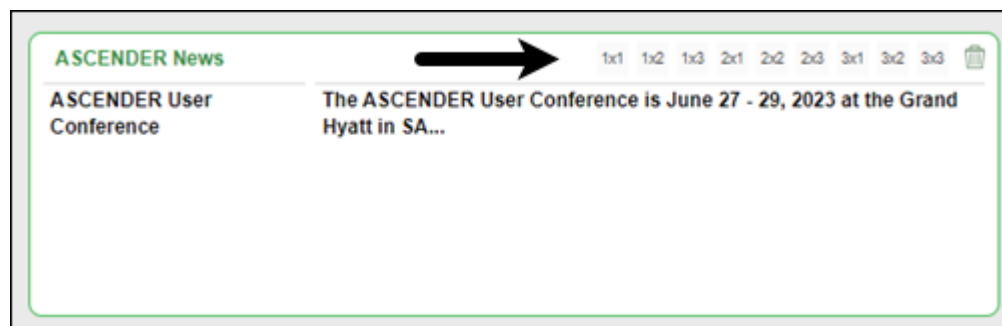 ASCENDER News 1x1 1x2 1x3 2x1 2x2 2x3 3x1 3x2 3x3
ASCENDER User The ASCENDER User Conference is June 27 - 29, 2023 at the Grand
Conference Hyatt in SA...